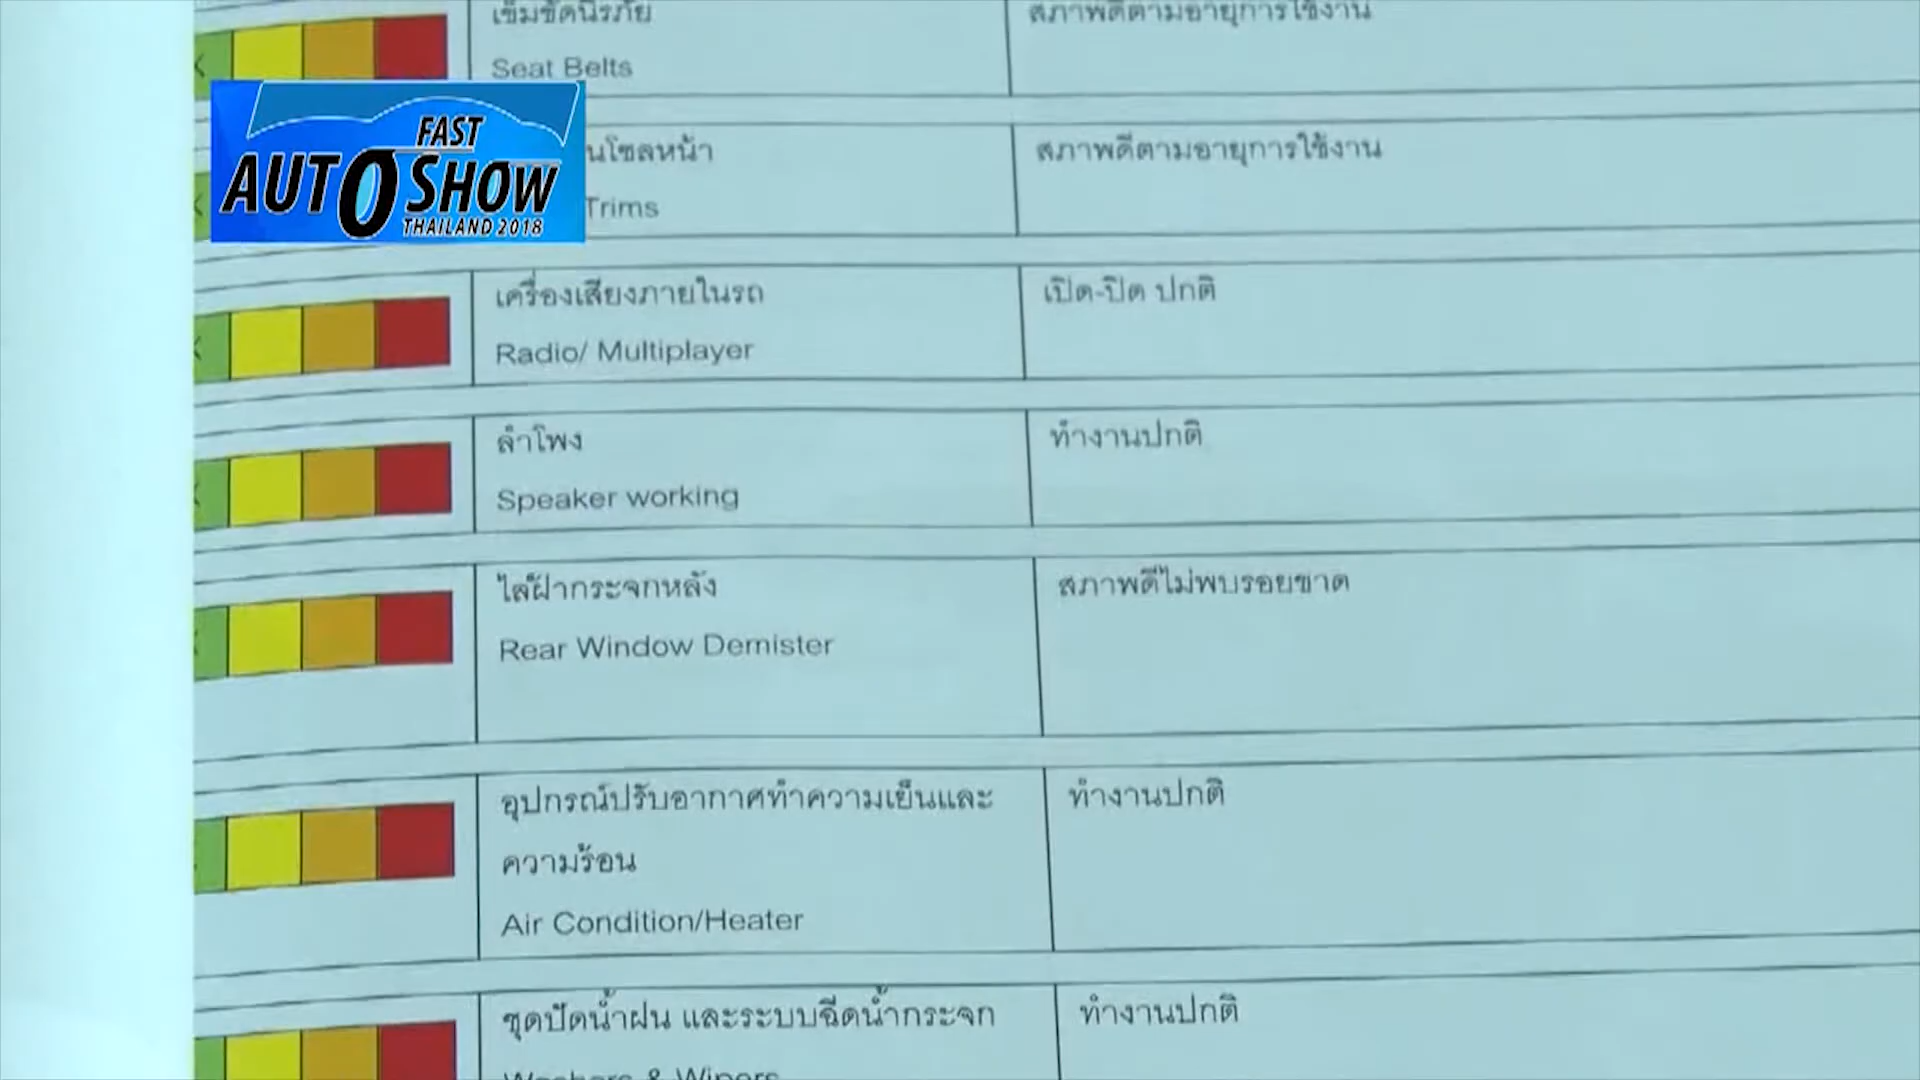 เข็มขัดนิรภัย
สภาพดีตามอายุการใช้งาน
Seat Belts
FAST
AUTO SHOW
THAILAND 2018
นโซลหน้า
สภาพดีตามอายุการใช้งาน
Trims
เครื่องเสียงภายในรถ
เปิด-ปิด ปกติ
Radio/ Multiplayer
ลำโพง
ทำงานปกติ
Speaker working
ไล่ฝ้ากระจกหลัง
สภาพดีไม่พบรอยขาด
Rear Window Demister
อุปกรณ์ปรับอากาศทำความเย็นและ
ทำงานปกติ
ความร้อน
Air Condition/Heater
ชุดปัดน้ำฝน และระบบฉีดน้ำกระจก
ทำงานปกติ
Washers & Wipers